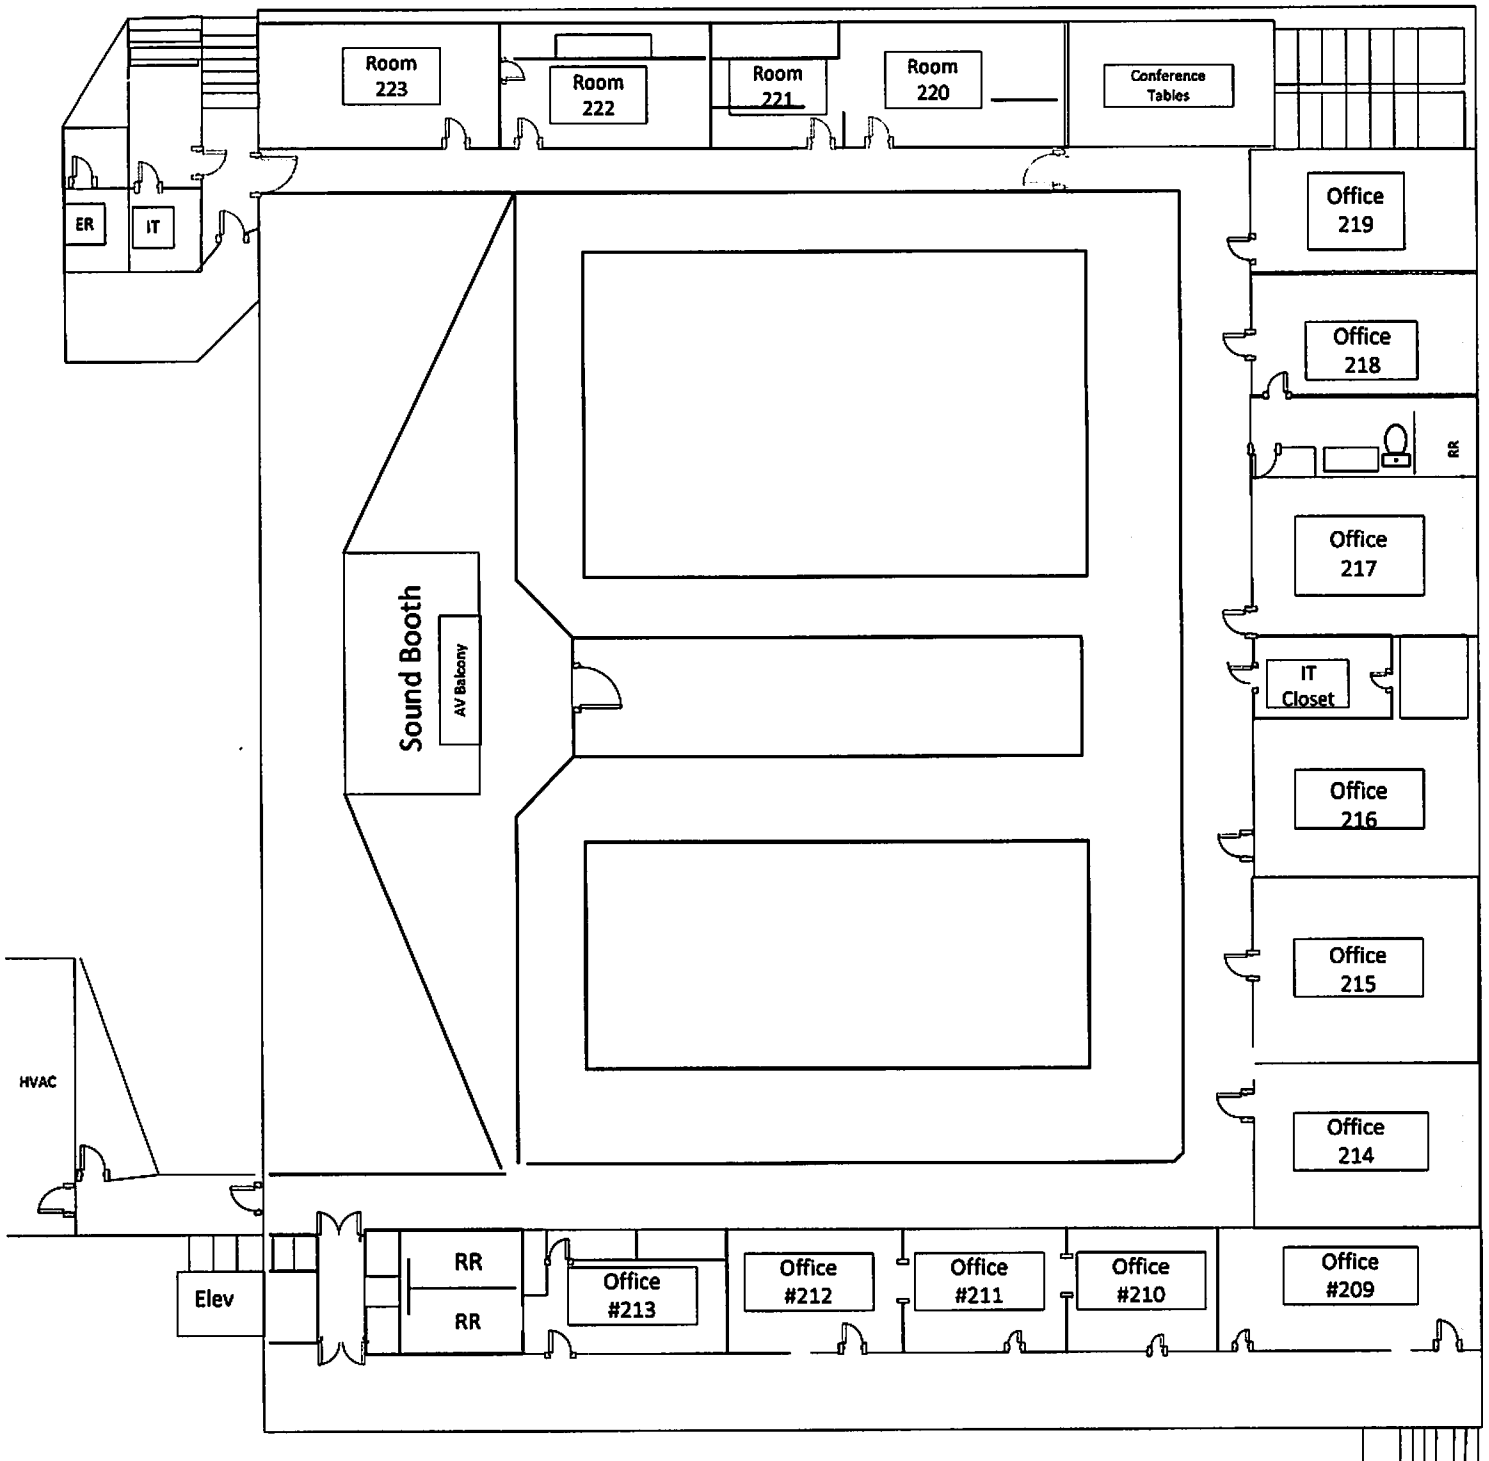 Room
223
Room
222
Room
221
Room
220
Conference
Tables
ER
IT
Office
219
Office
218
RR
Office
217
IT
Closet
Sound Booth
AV Balcony
Office
216
Office
215
HVAC
Office
214
Elev
RR
RR
Office
#213
Office
#212
Office
#211
Office
#210
Office
#209